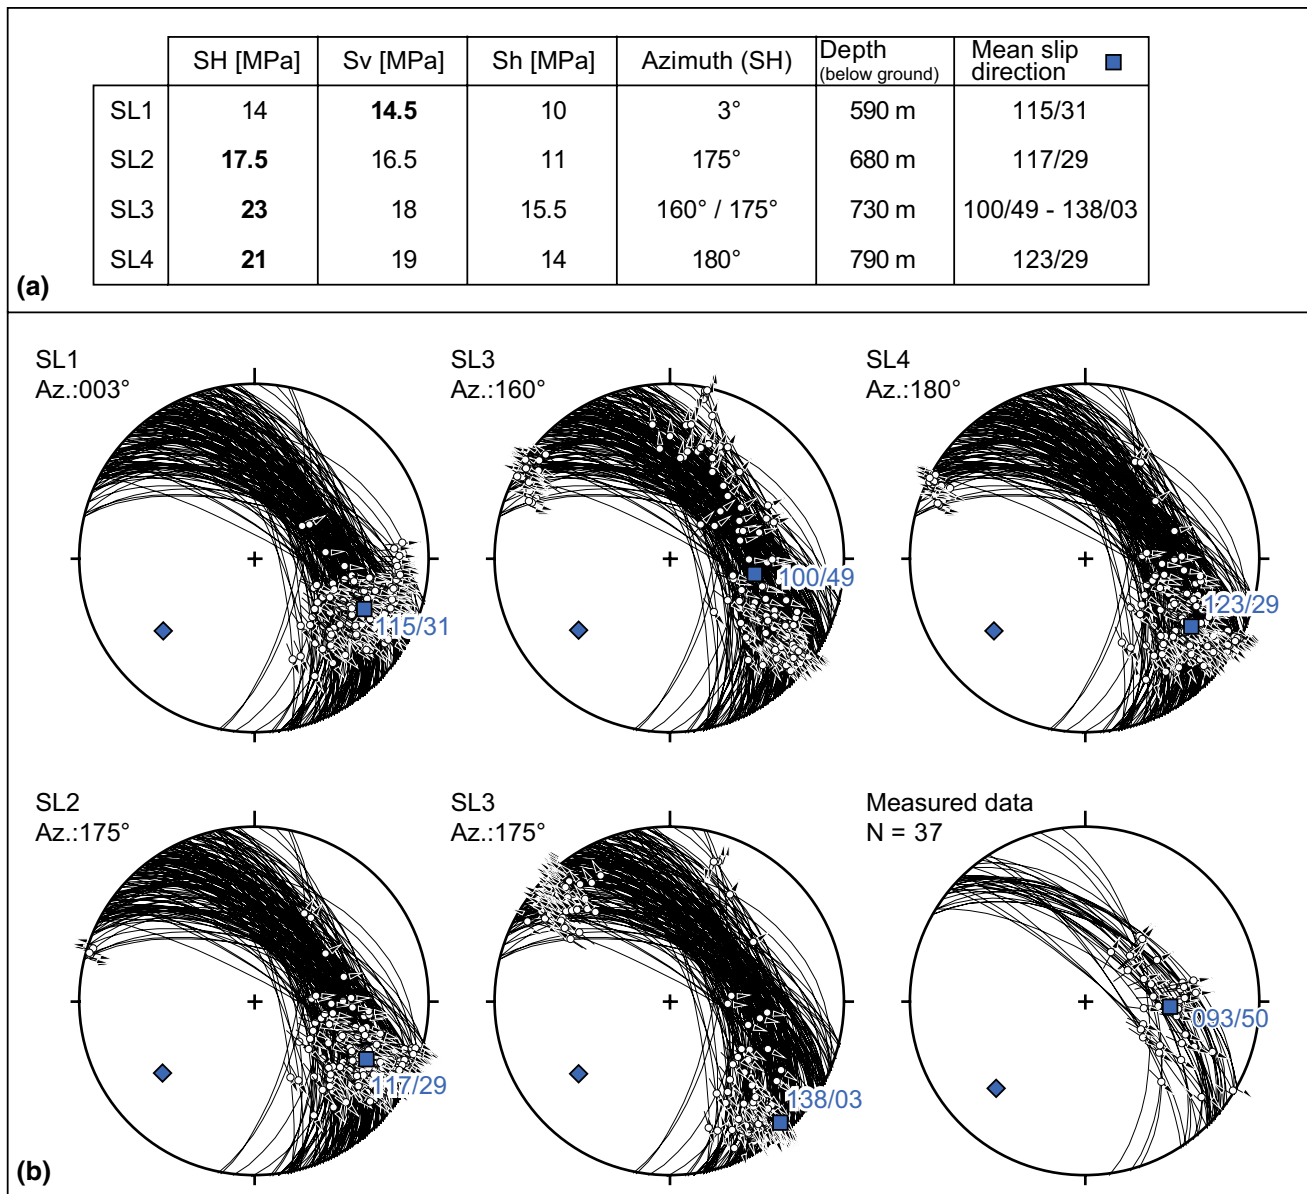 SH [MPa] Sv [MPa] Sh [MPa] Azimuth (SH) Depth (below ground) Mean slip direction
SL1 14 14.5 10 3° 590 m 115/31
SL2 17.5 16.5 11 175° 680 m 117/29
SL3 23 18 15.5 160° / 175° 730 m 100/49 - 138/03
SL4 21 19 14 180° 790 m 123/29
(a)
SL1
Az.:003°
115/31
SL3
Az.:160°
100/49
SL4
Az.:180°
123/29
SL2
Az.:175°
117/29
SL3
Az.:175°
138/03
Measured data
N = 37
093/50
(b)